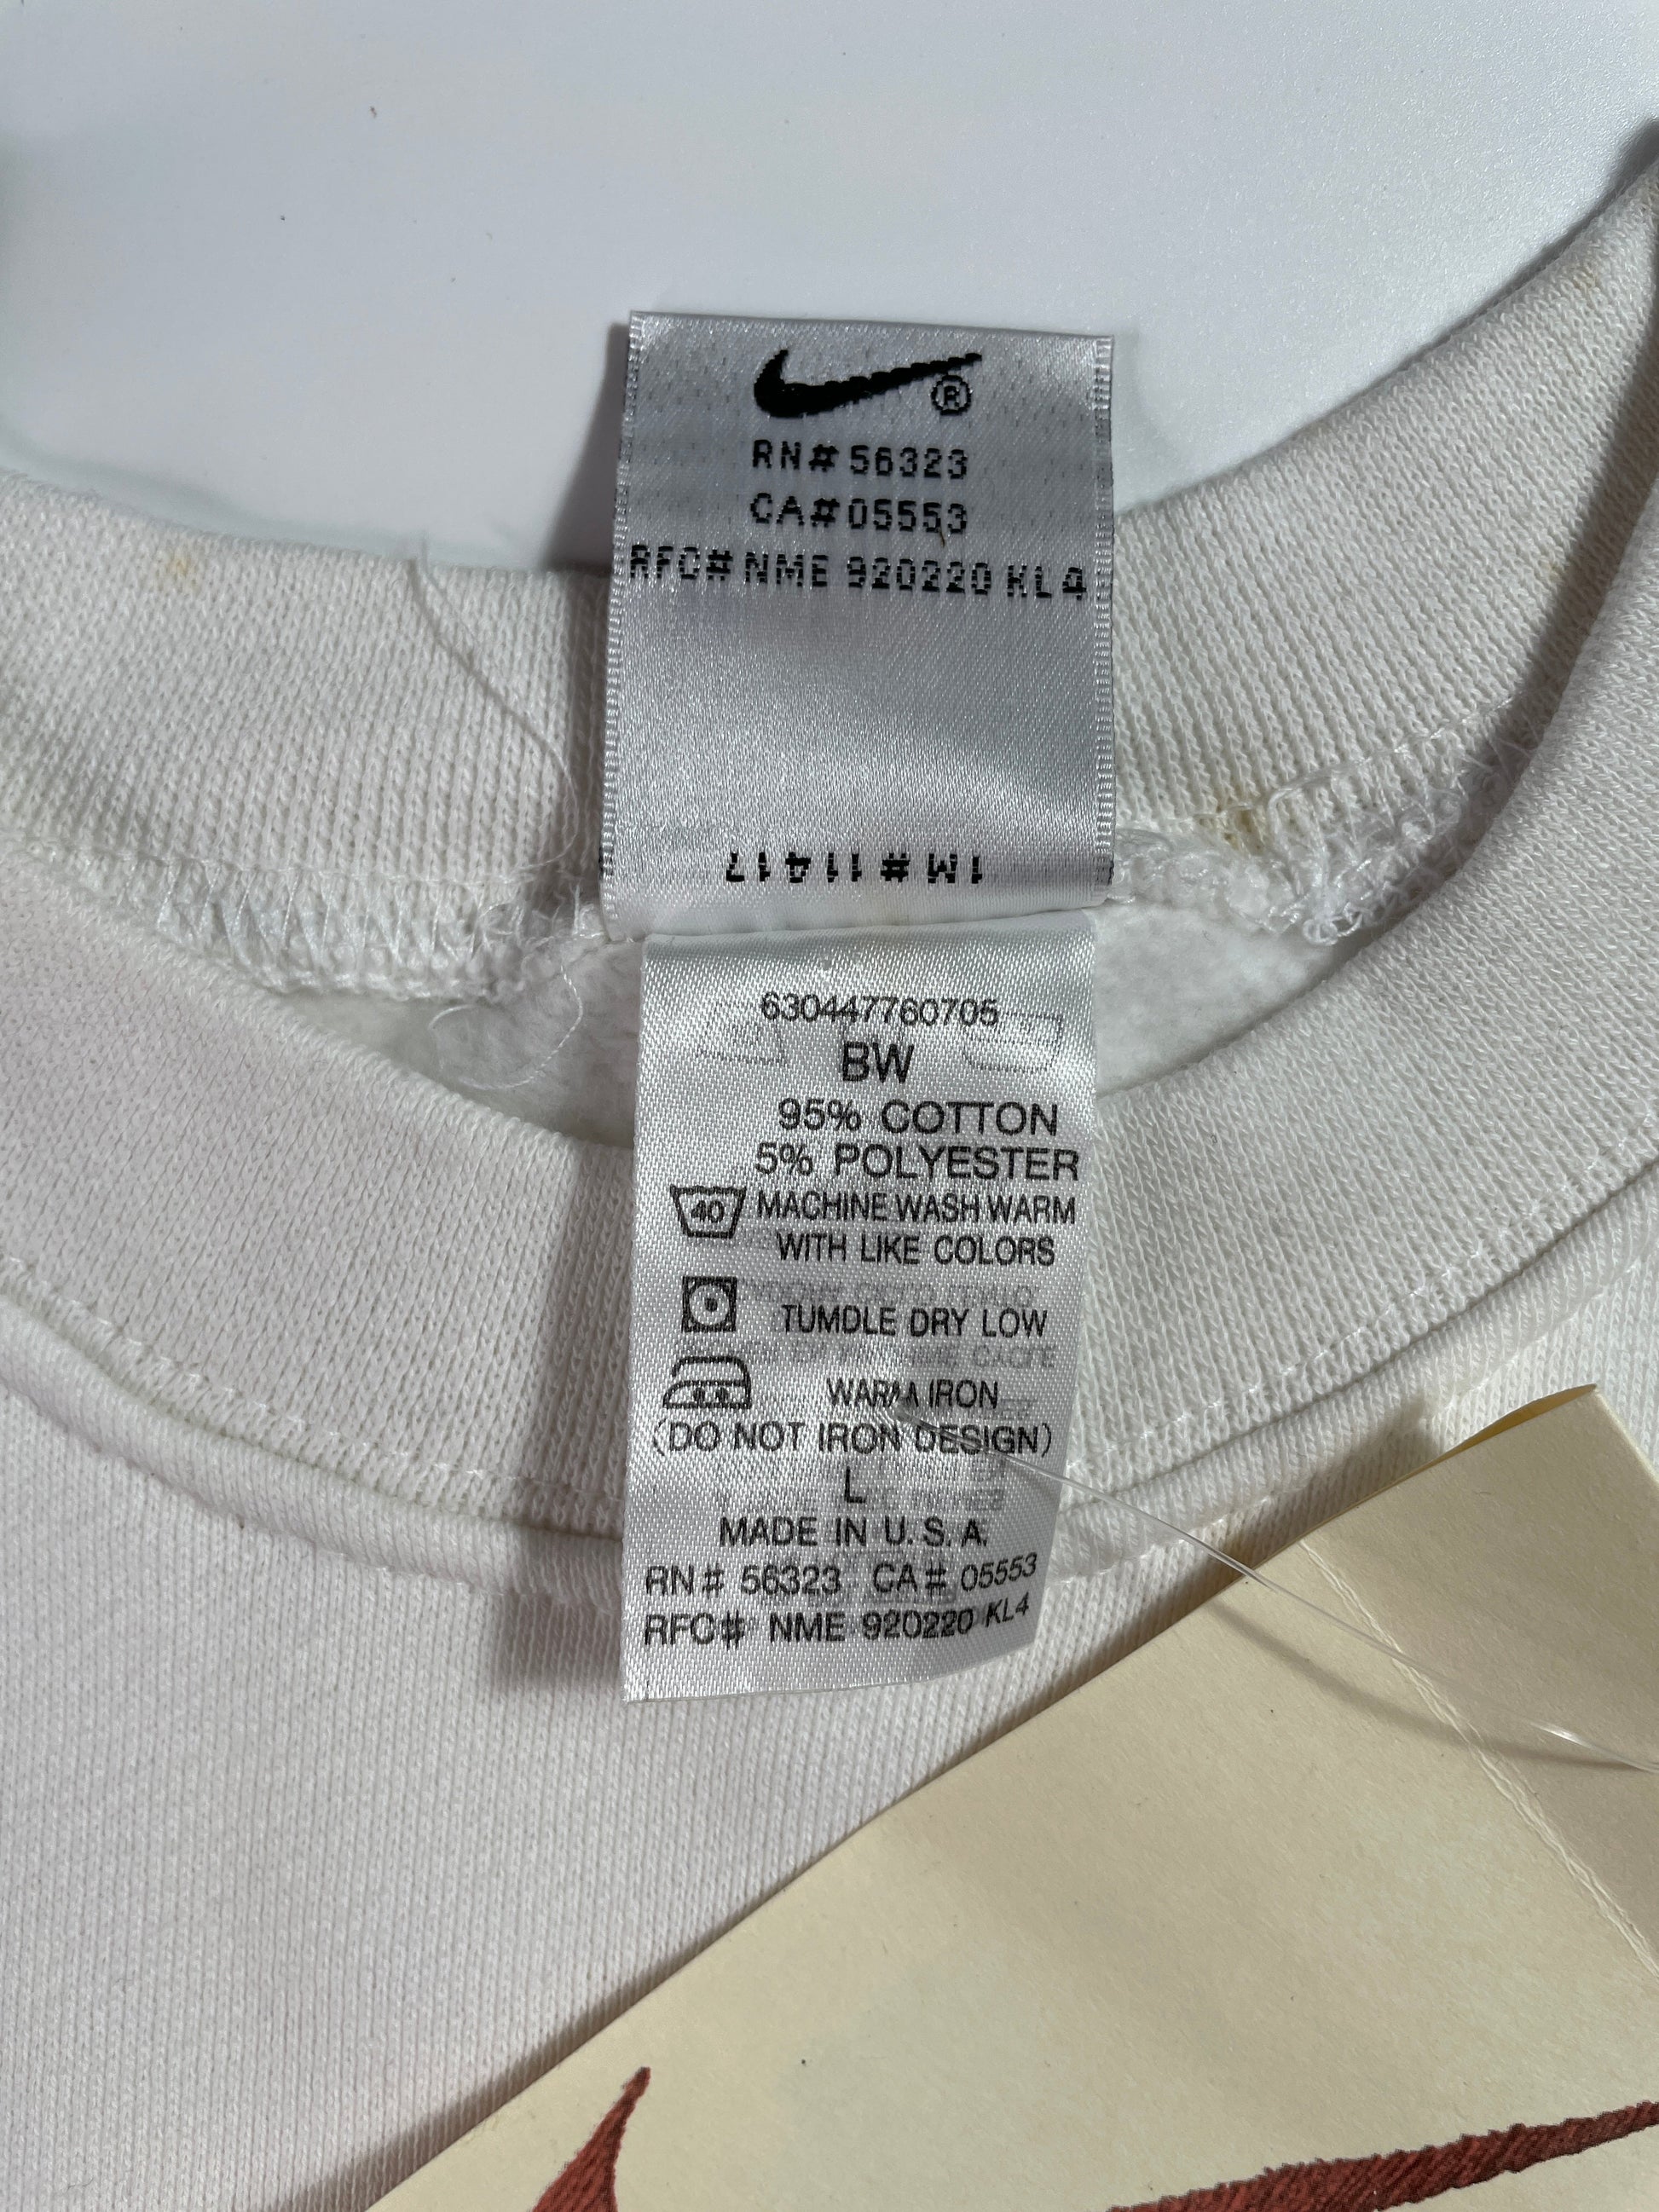 ®
RN# 56323
CA# 05553
RFC# NME 920220 KL4
1M#11417
630447760705
BW
95% COTTON
5% POLYESTER
40 MACHINE WASH WARM
WITH LIKE COLORS
TUMDLE DRY LOW
WARM IRON
(DO NOT IRON DESIGN)
L
MADE IN U.S.A.
RN# 56323 CA# 05553
RFC# NME 920220 KL4